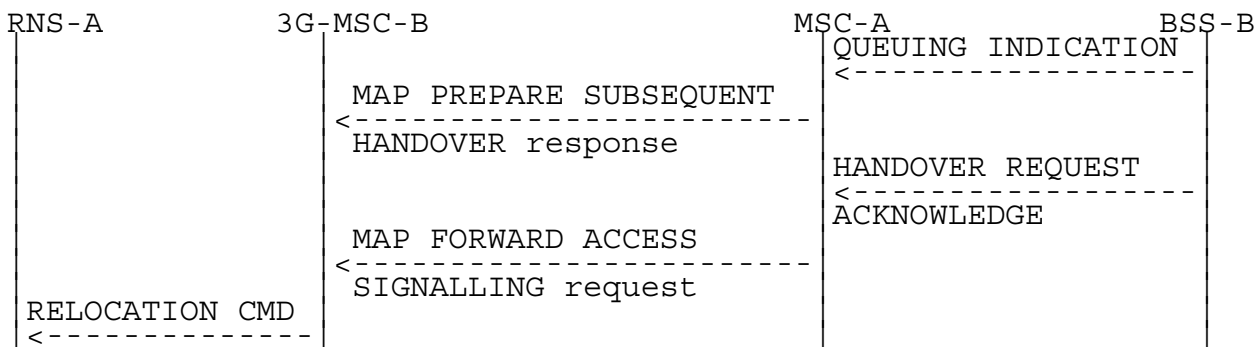 RNS-A 3G-MSC-B MSC-A BSS-B
QUEUING INDICATION
MAP PREPARE SUBSEQUENT
HANDOVER response
HANDOVER REQUEST
ACKNOWLEDGE
MAP FORWARD ACCESS
SIGNALLING request
RELOCATION CMD